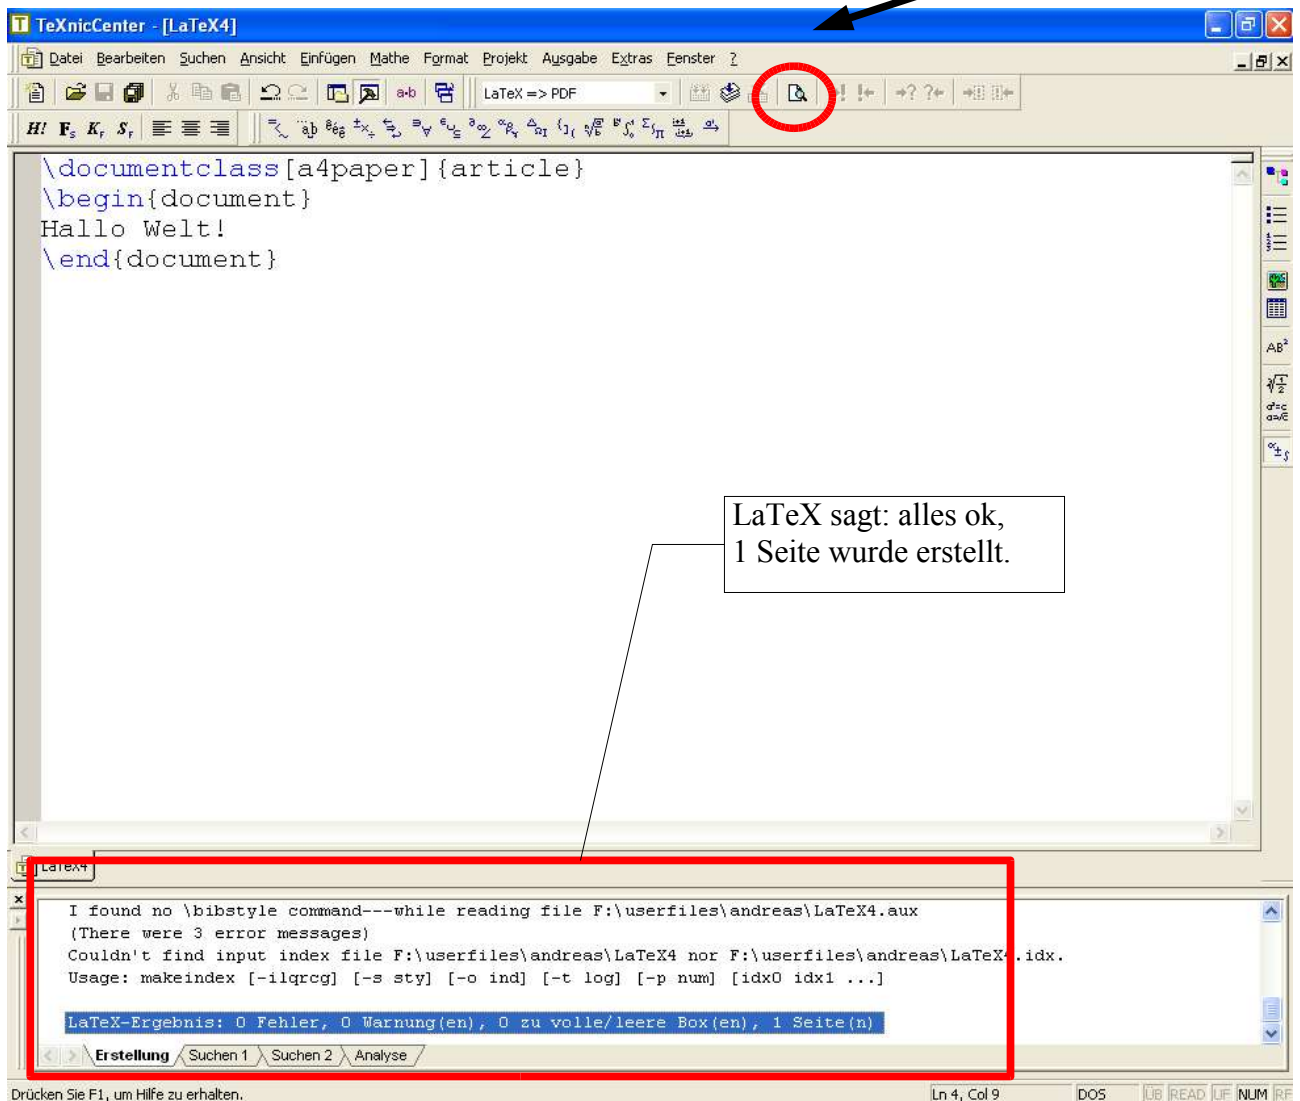 TeXnicCenter - [LaTeX4]
Datei Bearbeiten Suchen Ansicht Einfügen Mathe Format Projekt Ausgabe Extras Fenster ?
LaTeX => PDF
\documentclass[a4paper]{article}
\begin{document}
Hallo Welt!
\end{document}
LaTeX sagt: alles ok,
1 Seite wurde erstellt.
LaTeX4
I found no \bibstyle command---while reading file F:\userfiles\andreas\LaTeX4.aux
(There were 3 error messages)
Couldn't find input index file F:\userfiles\andreas\LaTeX4 nor F:\userfiles\andreas\LaTeX4.idx.
Usage: makeindex [-ilqrcg] [-s sty] [-o ind] [-t log] [-p num] [idx0 idx1 ...]
LaTeX-Ergebnis: 0 Fehler, 0 Warnung(en), 0 zu volle/leere Box(en), 1 Seite(n)
Erstellung Suchen 1 Suchen 2 Analyse
Drücken Sie F1, um Hilfe zu erhalten.
Ln 4, Col 9 DOS ÜB READ UF NUM RF